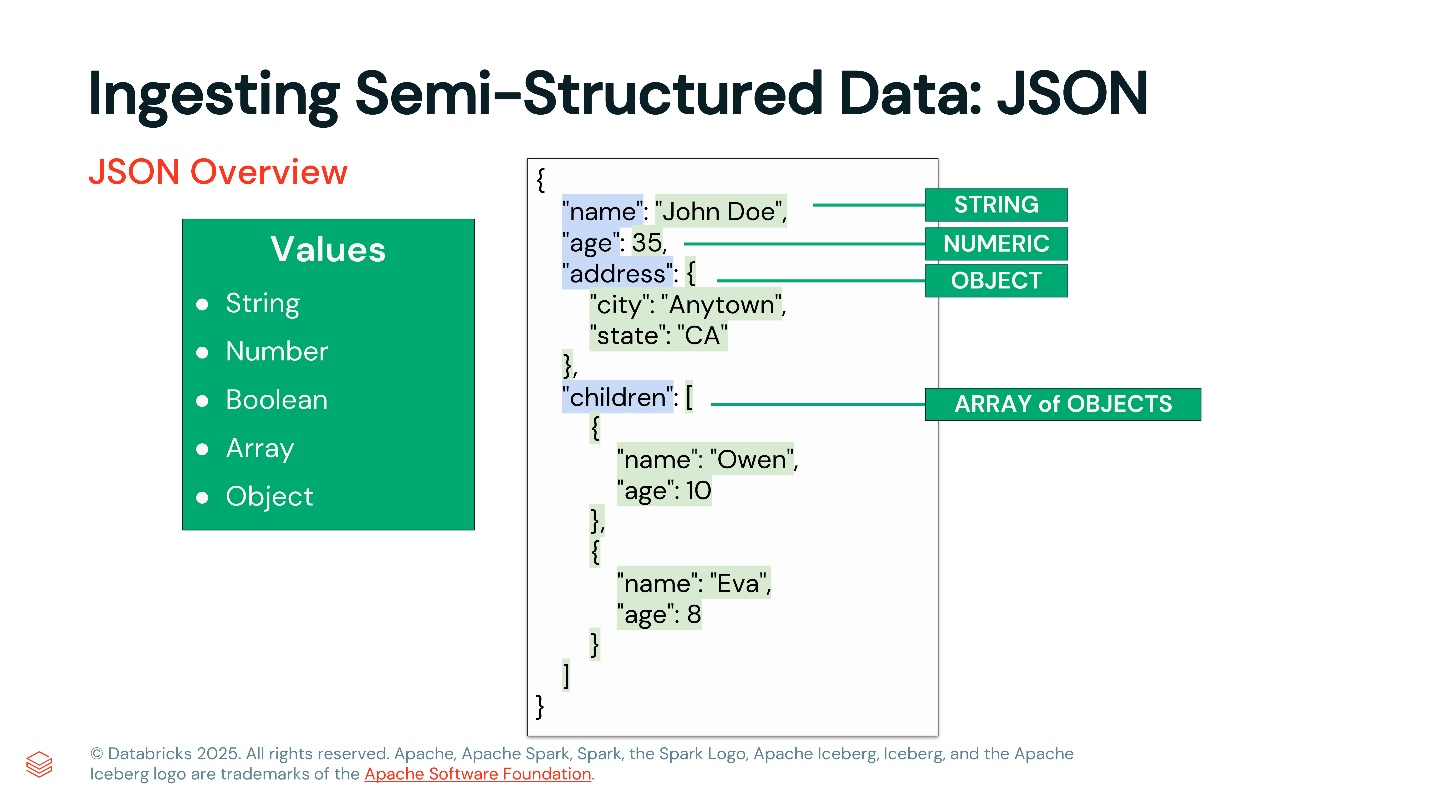 Ingesting Semi-Structured Data: JSON
JSON Overview
Values
● String
● Number
● Boolean
● Array
● Object
{
"name": "John Doe",
"age": 35,
"address": {
"city": "Anytown",
"state": "CA"
},
"children": [
{
"name": "Owen",
"age": 10
},
{
"name": "Eva",
"age": 8
}
]
}
STRING
NUMERIC
OBJECT
ARRAY of OBJECTS
© Databricks 2025. All rights reserved. Apache, Apache Spark, Spark, the Spark Logo, Apache Iceberg, Iceberg, and the Apache
Iceberg logo are trademarks of the Apache Software Foundation.